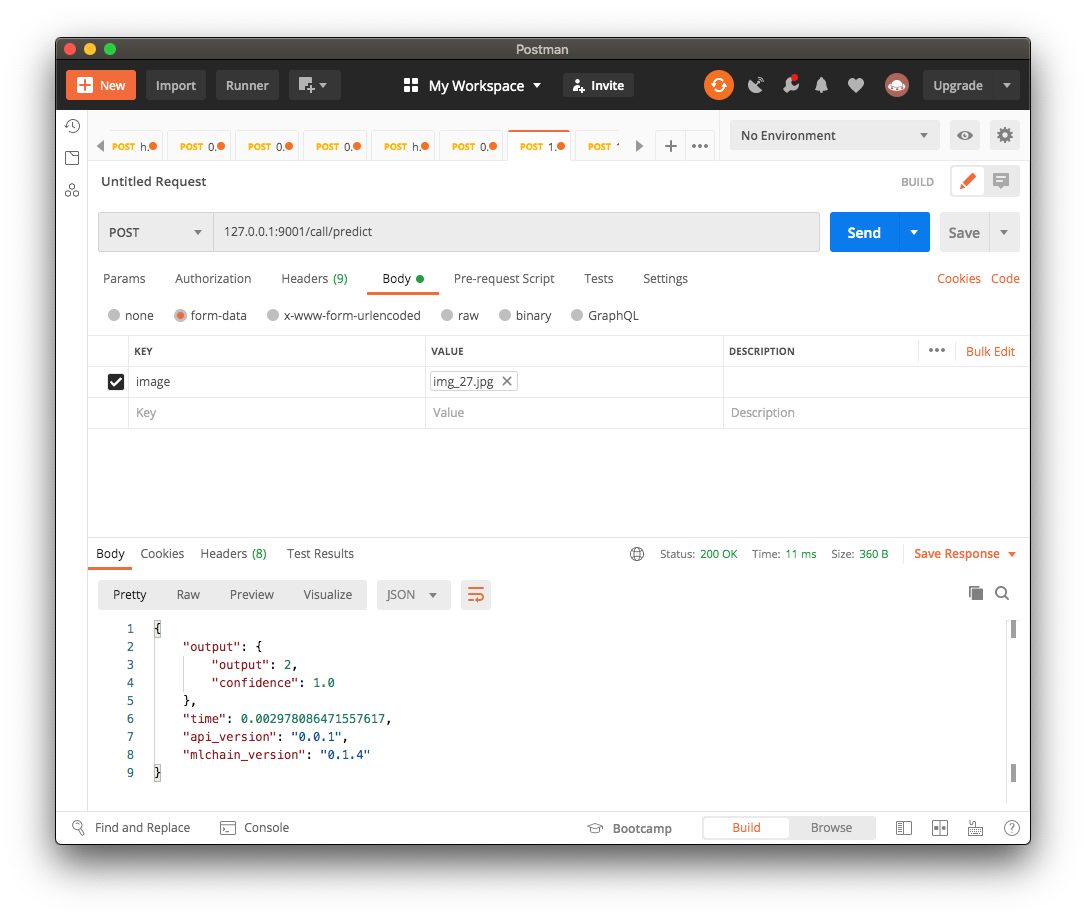 Postman
New Import Runner My Workspace Invite Upgrade
POST h. POST 0. POST 0. POST 0. POST h. POST 0. POST 1. POST No Environment
Untitled Request BUILD
POST 127.0.0.1:9001/call/predict Send Save
Params Authorization Headers (9) Body Pre-request Script Tests Settings Cookies Code
none form-data x-www-form-urlencoded raw binary GraphQL
KEY VALUE DESCRIPTION ••• Bulk Edit
image img_27.jpg
Key Value Description
Body Cookies Headers (8) Test Results Status: 200 OK Time: 11 ms Size: 360 B Save Response
Pretty Raw Preview Visualize JSON
1 {
2 "output": {
3 "output": 2,
4 "confidence": 1.0
5 },
6 "time": 0.002978086471557617,
7 "api_version": "0.0.1",
8 "mlchain_version": "0.1.4"
9 }
Find and Replace Console Bootcamp Build Browse